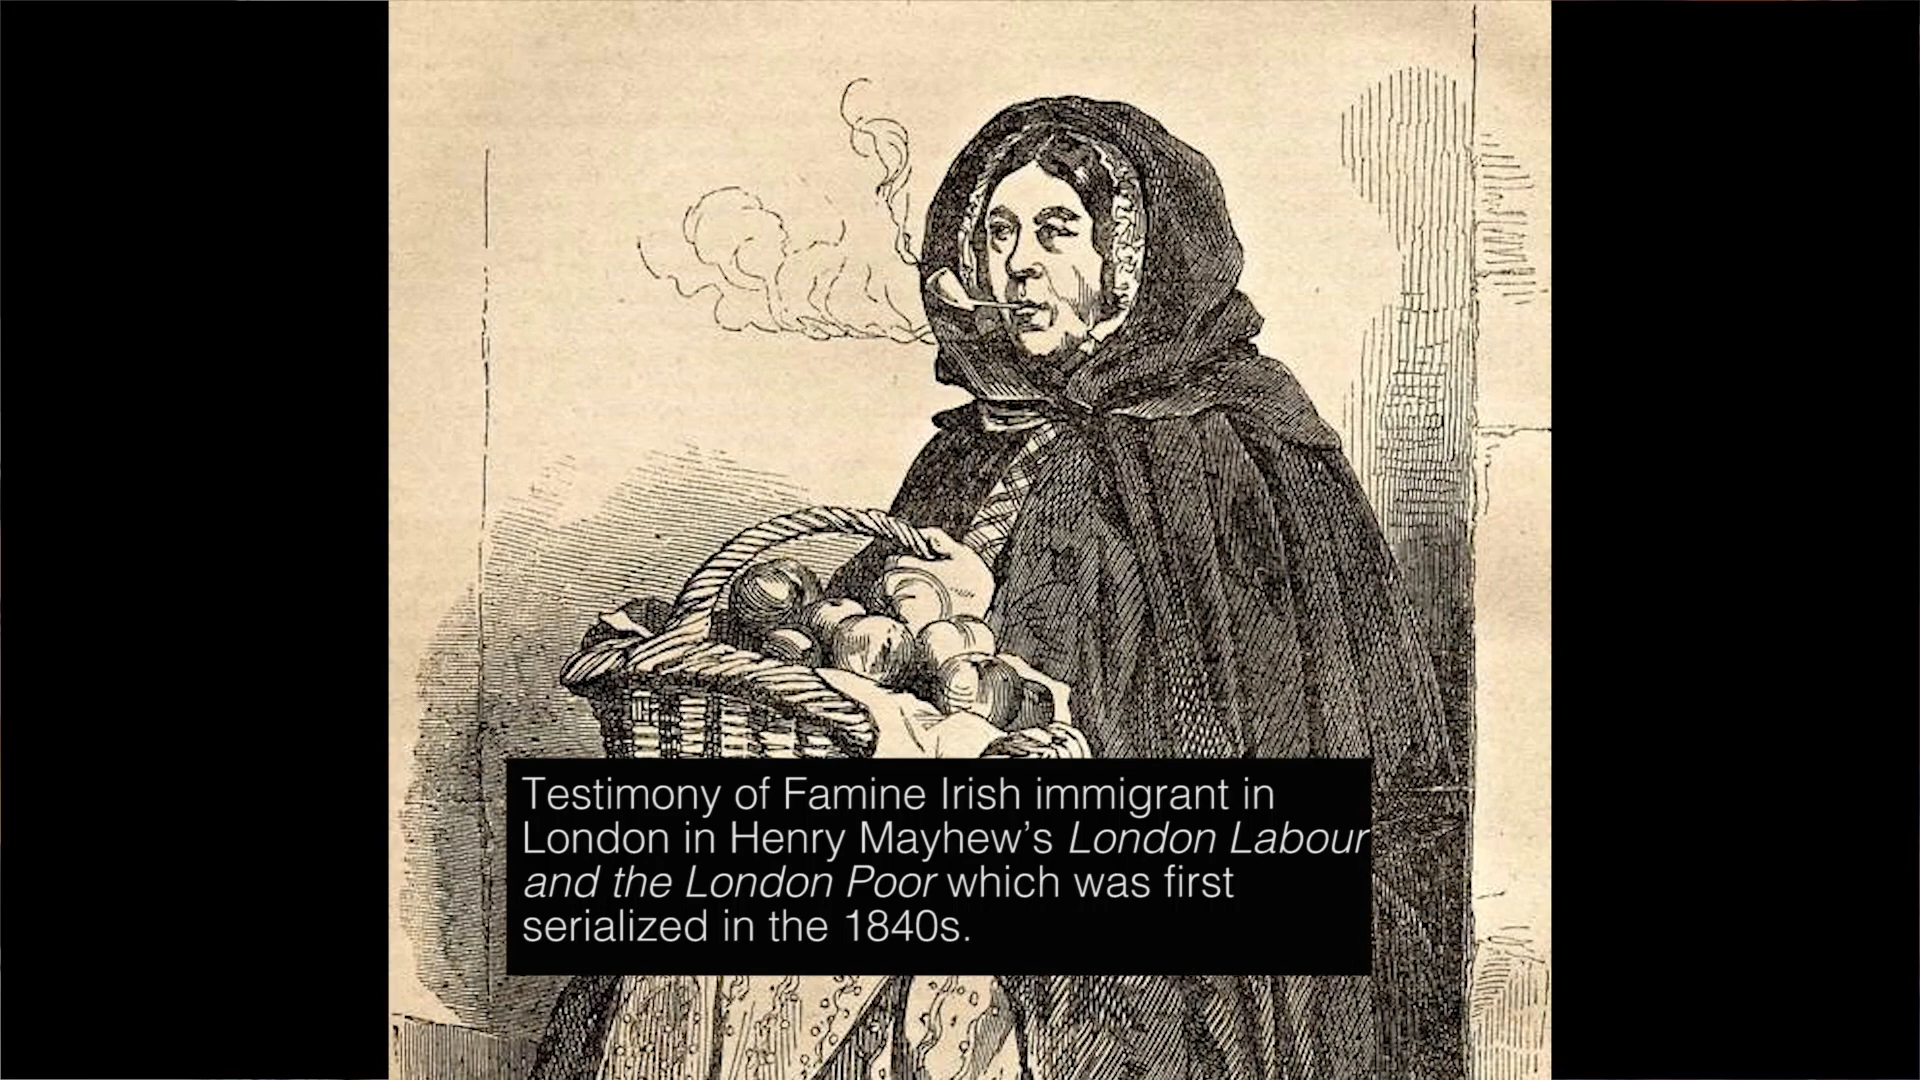 Testimony of Famine Irish immigrant in
London in Henry Mayhew's London Labour
and the London Poor which was first
serialized in the 1840s.